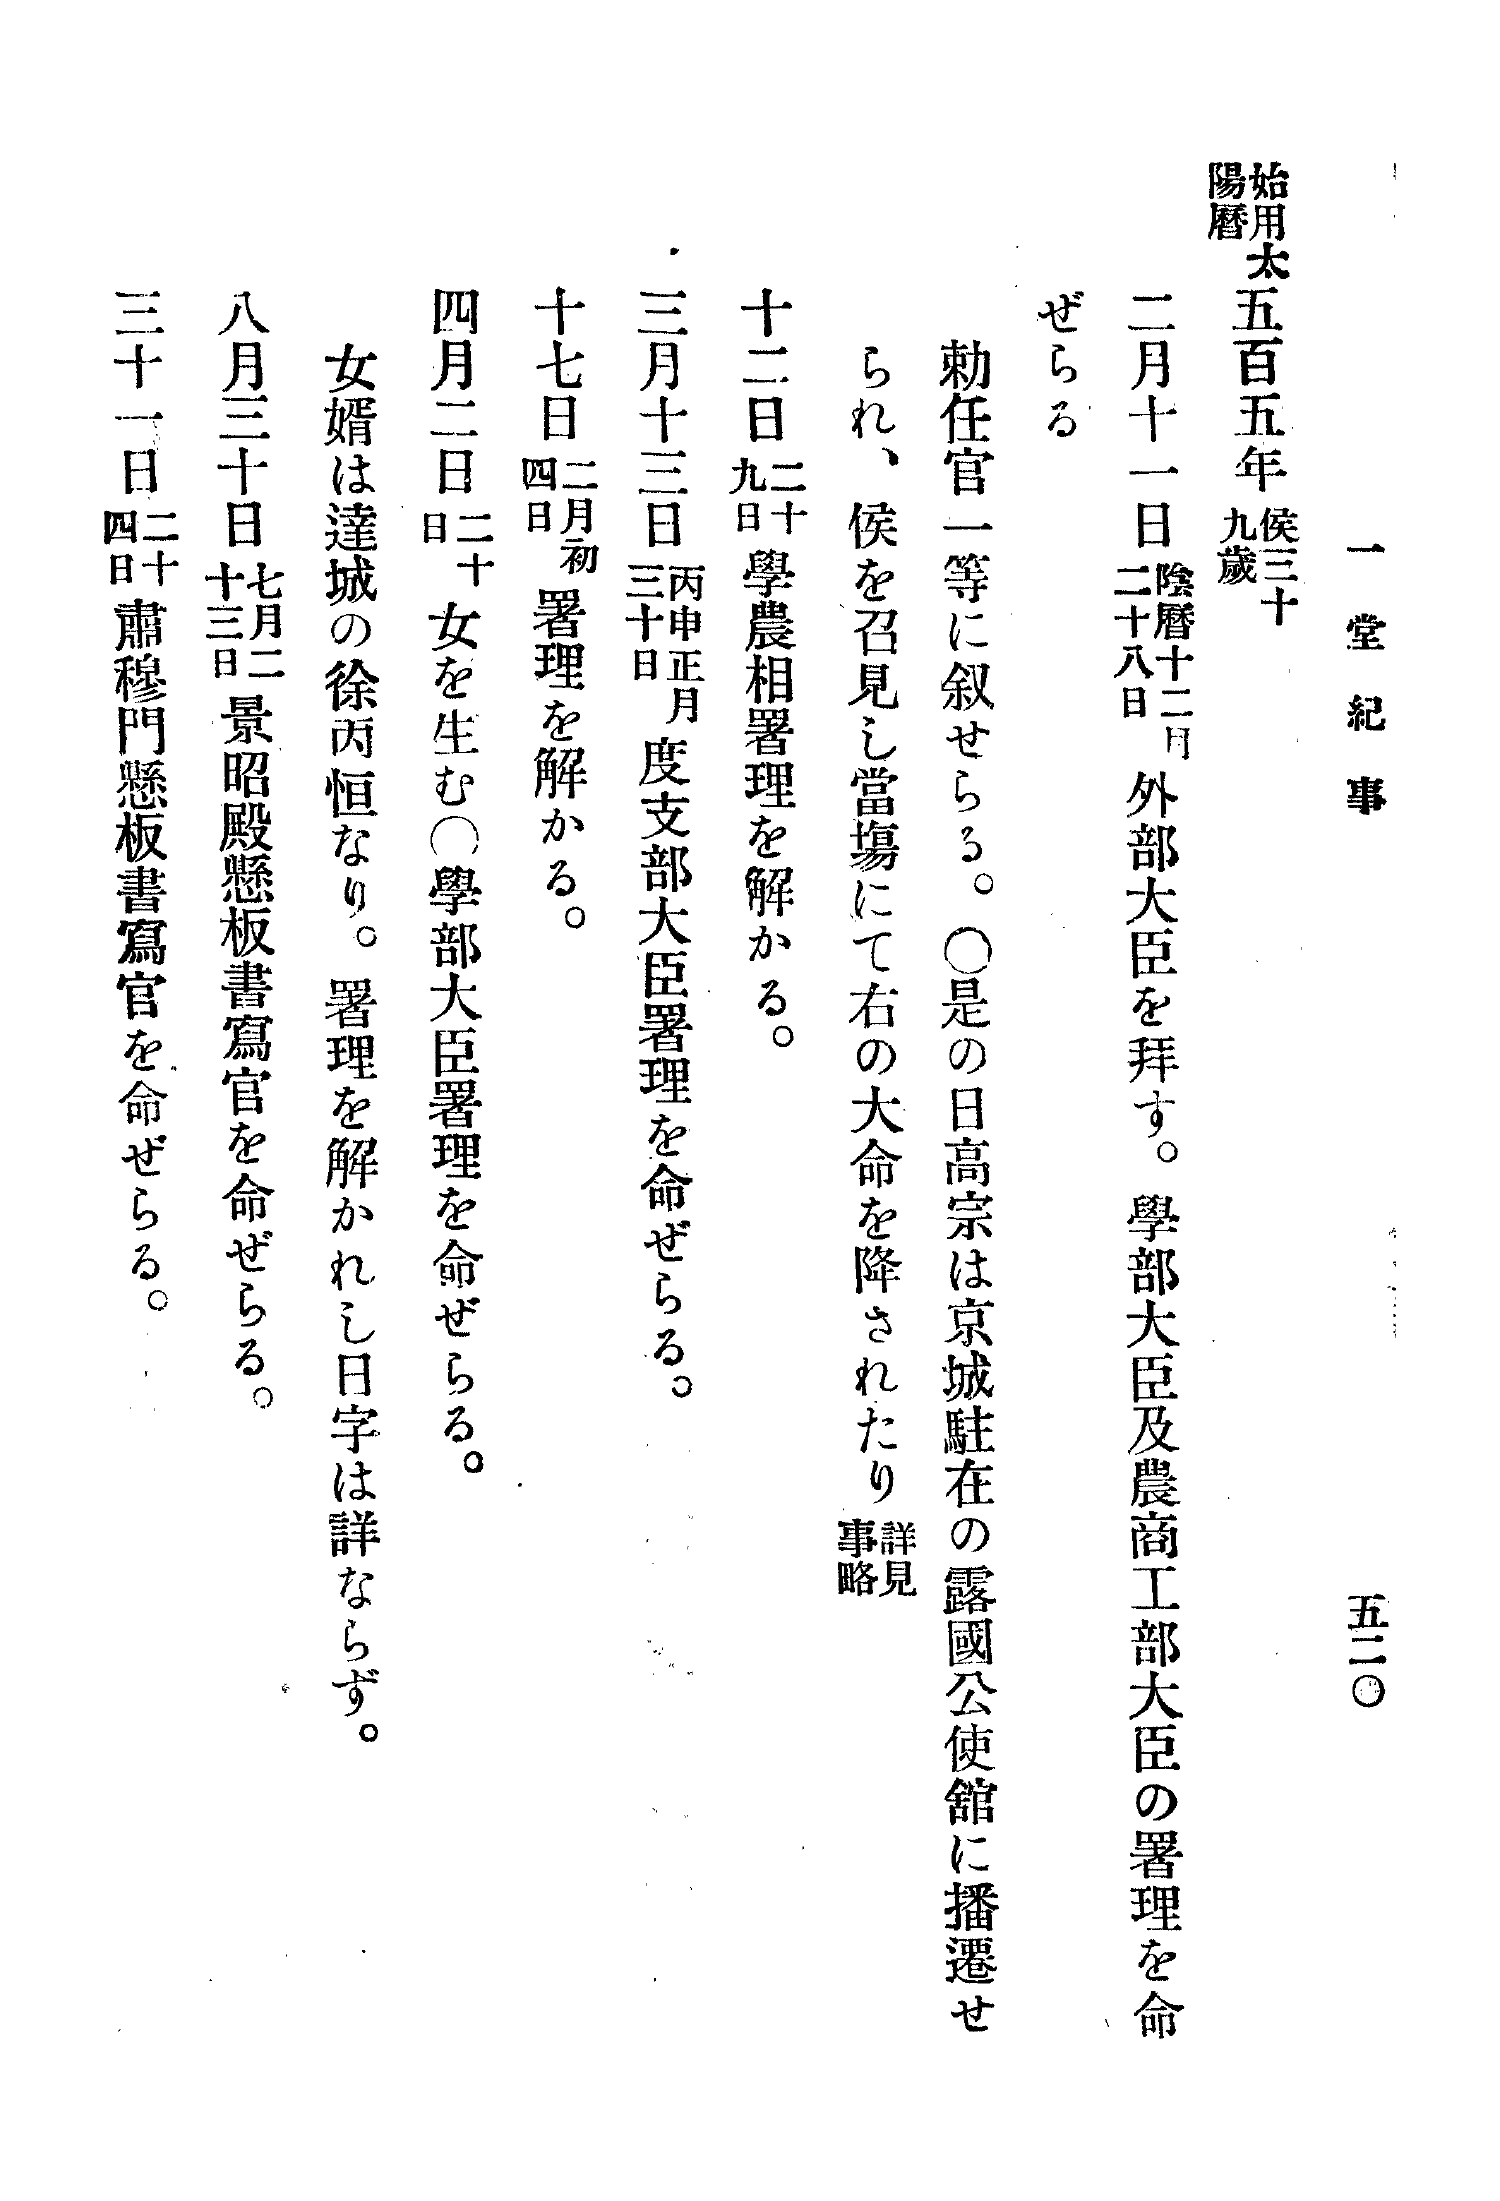 一堂紀事
五二〇
始用太陽曆
五百五年 侯三十九歲
二月十一日 陰曆十二月二十八日 外部大臣を拜す。學部大臣及農商工部大臣の署理を命
ぜらる
勅任官一等に叙せらる。〇是の日高宗は京城駐在の露國公使舘に播遷せ
られ、侯を召見し當塲にて右の大命を降されたり 詳見事略
十二日 二十九日 學農相署理を解かる。
三月十三日 丙申正月三十日 度支部大臣署理を命ぜらる。
十七日 二月初四日 署理を解かる。
四月二日 二十日 女を生む〇學部大臣署理を命ぜらる。
女婿は達城の徐丙恒なり。署理を解かれし日字は詳ならず。
八月三十日 七月二十三日 景昭殿懸板書寫官を命ぜらる。
三十一日 二十四日 肅穆門懸板書寫官を命ぜらる。